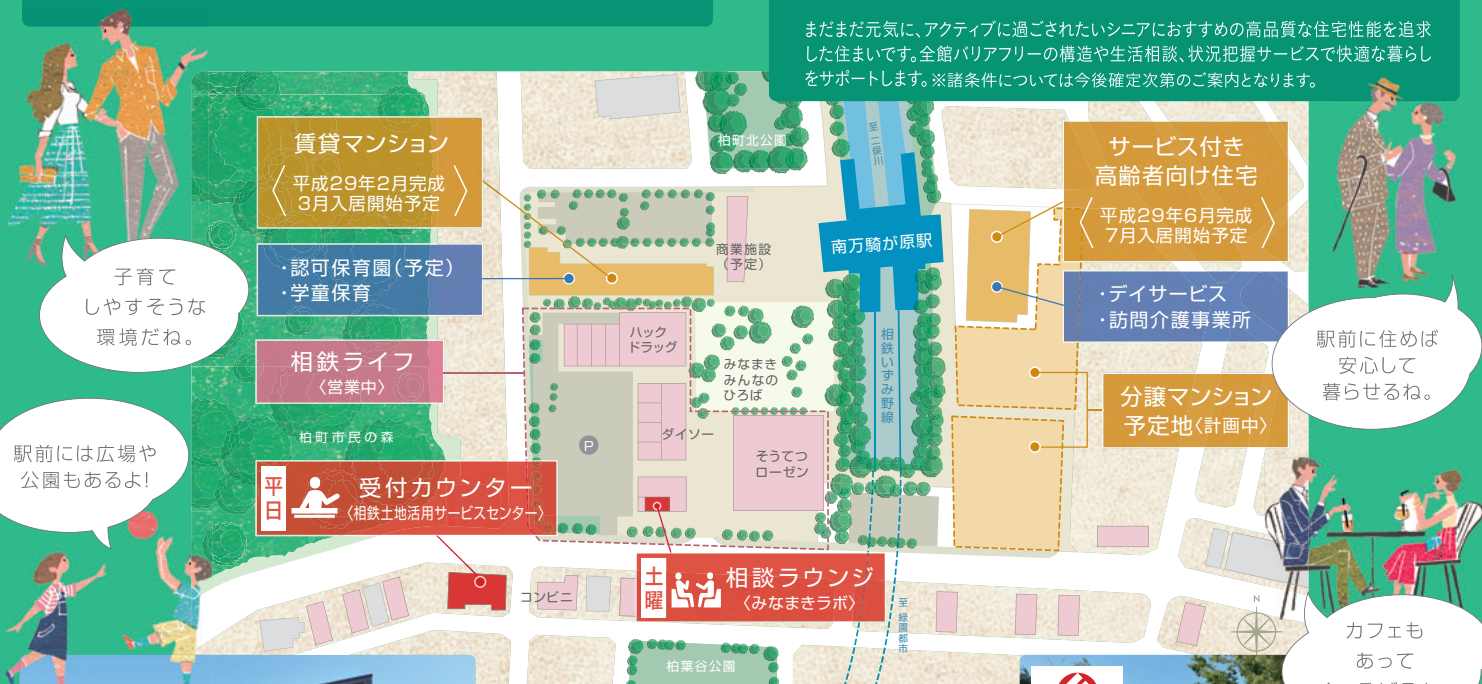 まだまだ元気に、アクティブに過ごされたいシニアにおすすめの高品質な住宅性能を追求
した住まいです。全館バリアフリーの構造や生活相談、状況把握サービスで快適な暮らし
をサポートします。※諸条件については今後確定次第のご案内となります。
賃貸マンション
〈平成29年2月完成
3月入居開始予定〉
・認可保育園(予定)
・学童保育
相鉄ライフ
〈営業中〉
柏町市民の森
平日
受付カウンター
〈相鉄土地活用サービスセンター〉
子育て
しやすそうな
環境だね。
駅前には広場や
公園もあるよ!
柏町北公園
至 二俣川
南万騎が原駅
商業施設
(予定)
ハック
ドラッグ
みなまき
みんなの
ひろば
相鉄いずみ野線
ダイソー
P
そうてつ
ローゼン
コンビニ
土曜
相談ラウンジ
〈みなまきラボ〉
至 緑園都市
柏葉谷公園
サービス付き
高齢者向け住宅
〈平成29年6月完成
7月入居開始予定〉
・デイサービス
・訪問介護事業所
分譲マンション
予定地〈計画中〉
駅前に住めば
安心して
暮らせるね。
N
カフェも
あって